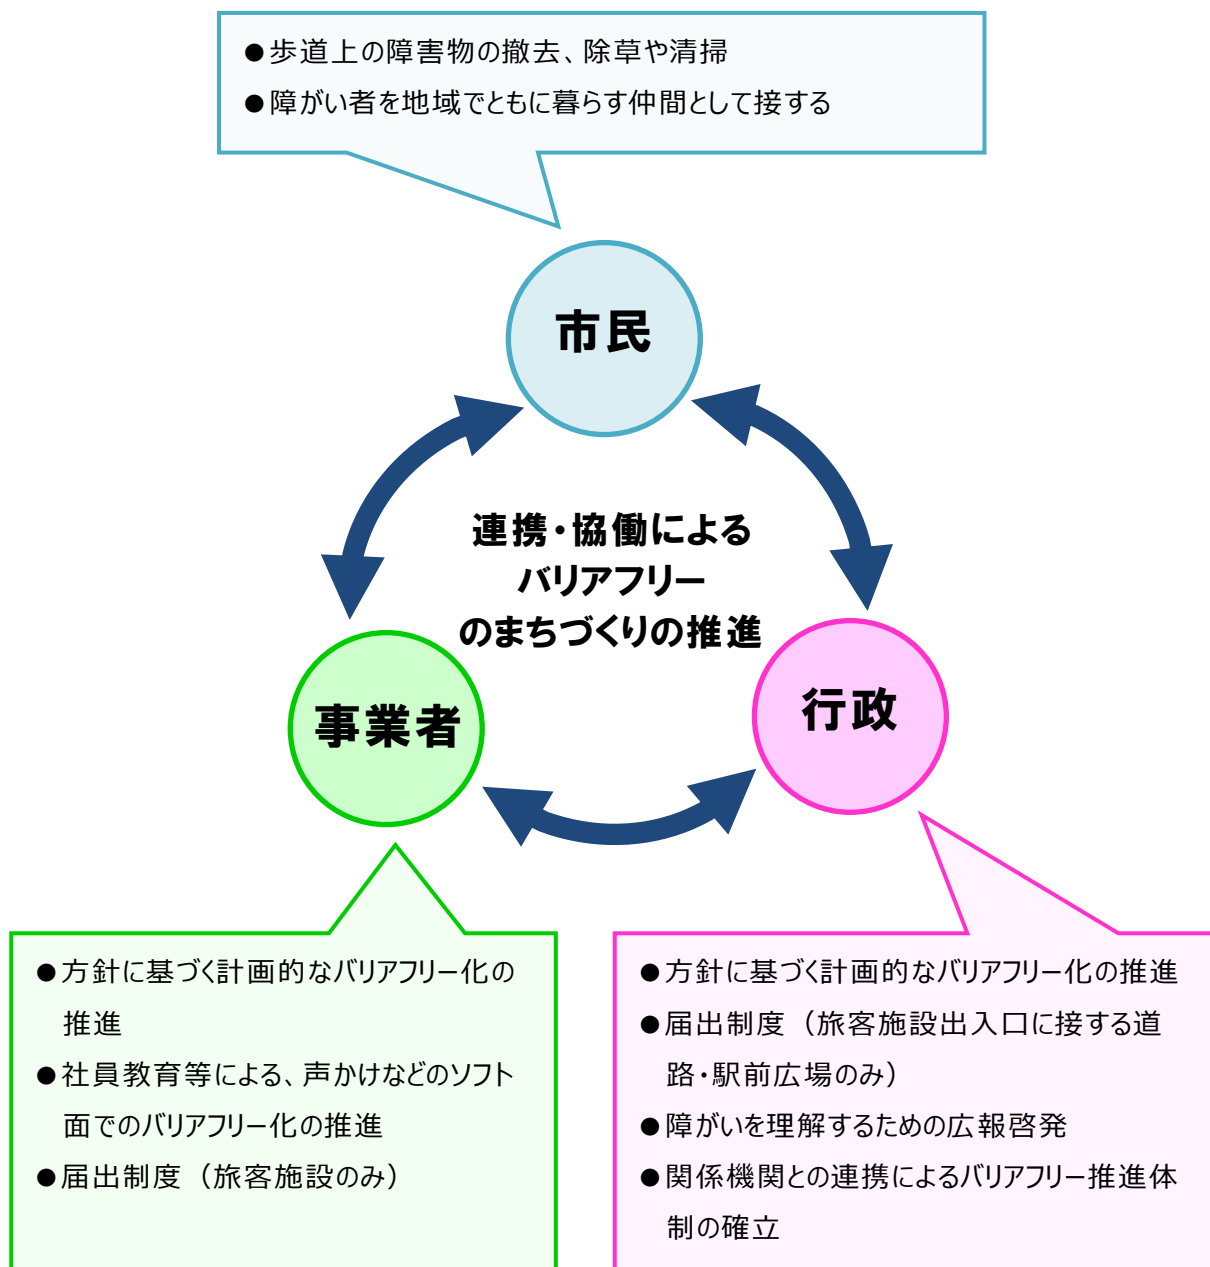 ●歩道上の障害物の撤去、除草や清掃
●障がい者を地域でともに暮らす仲間として接する
市民
連携・協働による
バリアフリー
のまちづくりの推進
事業者
行政
●方針に基づく計画的なバリアフリー化の
推進
●社員教育等による、声かけなどのソフト
面でのバリアフリー化の推進
●届出制度（旅客施設のみ）
●方針に基づく計画的なバリアフリー化の推進
●届出制度（旅客施設出入口に接する道
路・駅前広場のみ）
●障がいを理解するための広報啓発
●関係機関との連携によるバリアフリー推進体
制の確立